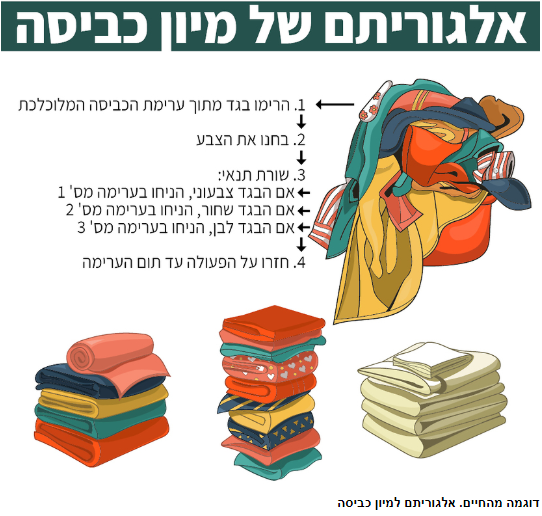 אלגוריתם של מיון כביסה
1. הרימו בגד מתוך ערימת הכביסה המלוכלכת
2. בחנו את הצבע
3. שורת תנאי:
אם הבגד צבעוני, הניחו בערימה מס' 1
אם הבגד שחור, הניחו בערימה מס' 2
אם הבגד לבן, הניחו בערימה מס' 3
4. חזרו על הפעולה עד תום הערימה
דוגמה מהחיים. אלגוריתם למיון כביסה